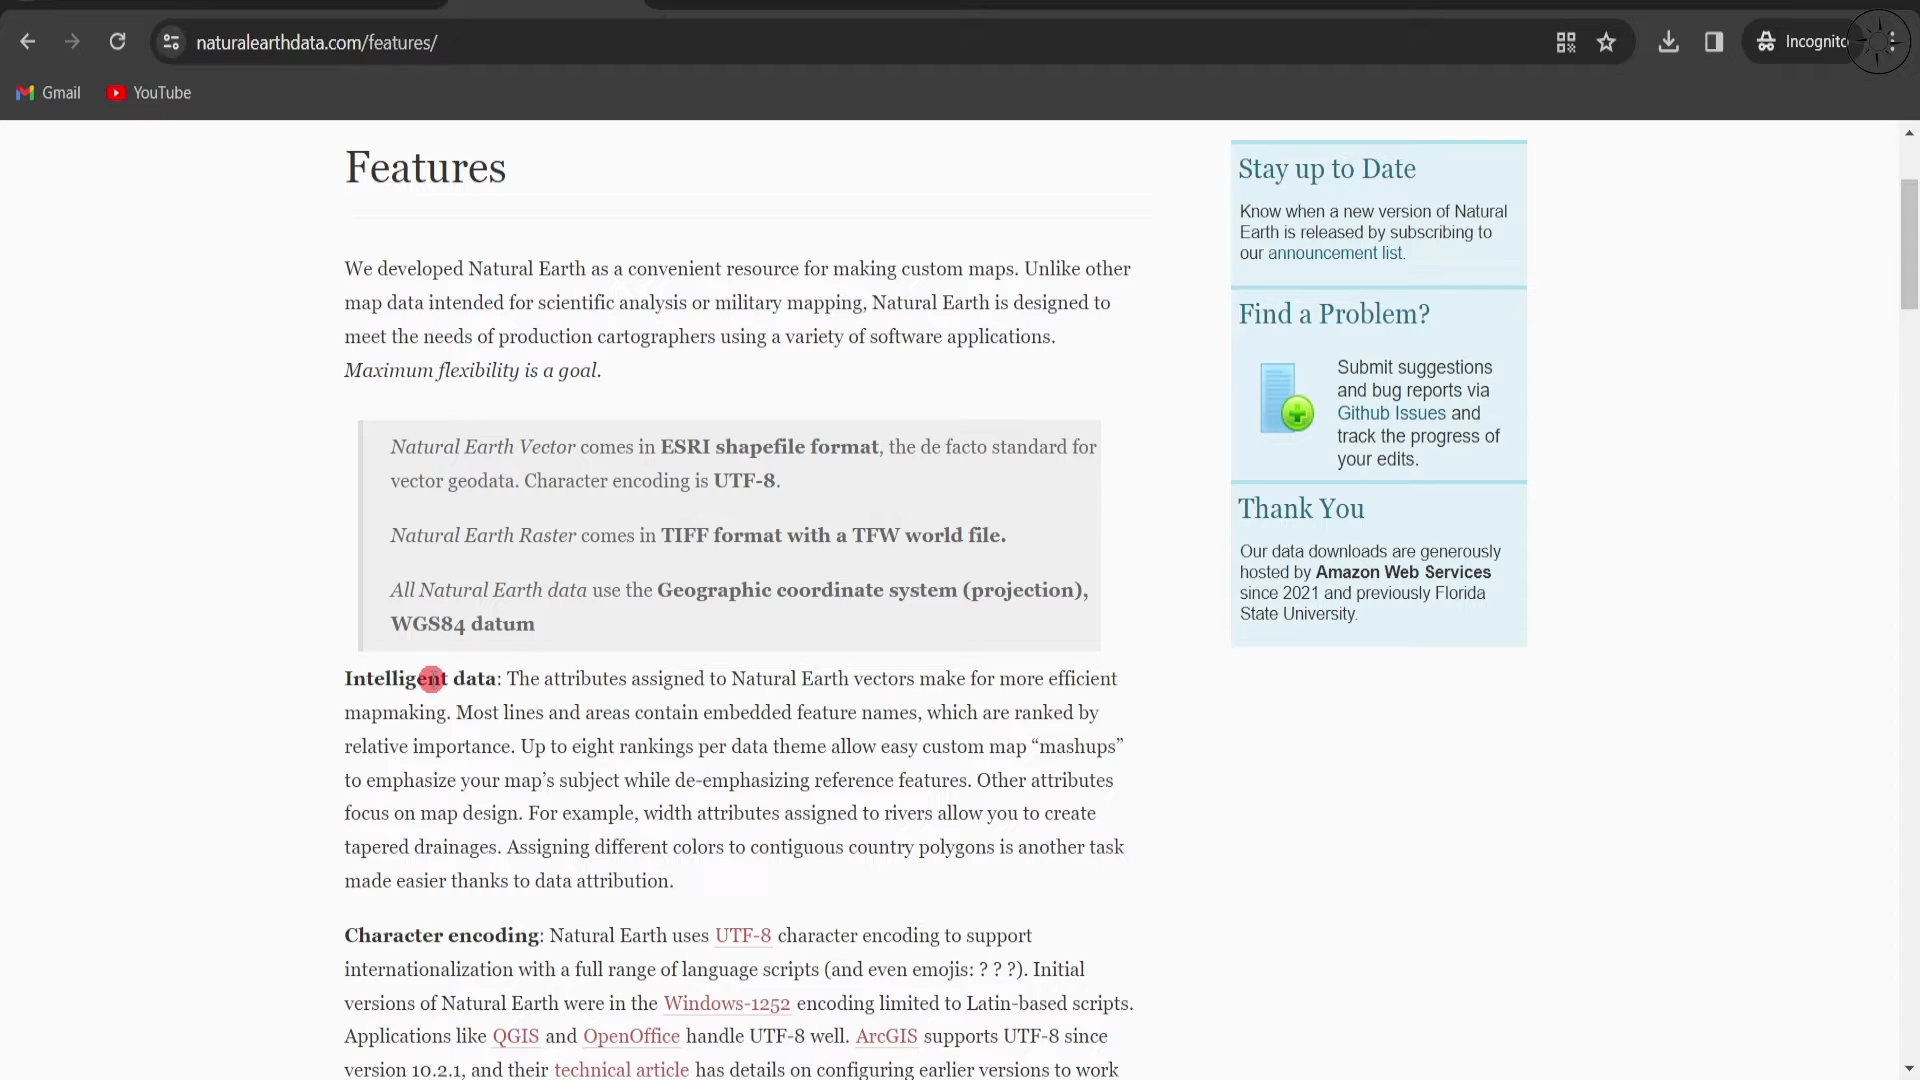 naturalearthdata.com/features/
Incognito
Gmail
YouTube
Features
We developed Natural Earth as a convenient resource for making custom maps. Unlike other
map data intended for scientific analysis or military mapping, Natural Earth is designed to
meet the needs of production cartographers using a variety of software applications.
Maximum flexibility is a goal.
Natural Earth Vector comes in ESRI shapefile format, the de facto standard for
vector geodata. Character encoding is UTF-8.
Natural Earth Raster comes in TIFF format with a TFW world file.
All Natural Earth data use the Geographic coordinate system (projection),
WGS84 datum
Intelligent data: The attributes assigned to Natural Earth vectors make for more efficient
mapmaking. Most lines and areas contain embedded feature names, which are ranked by
relative importance. Up to eight rankings per data theme allow easy custom map “mashups”
to emphasize your map’s subject while de-emphasizing reference features. Other attributes
focus on map design. For example, width attributes assigned to rivers allow you to create
tapered drainages. Assigning different colors to contiguous country polygons is another task
made easier thanks to data attribution.
Character encoding: Natural Earth uses UTF-8 character encoding to support
internationalization with a full range of language scripts (and even emojis: ? ? ?). Initial
versions of Natural Earth were in the Windows-1252 encoding limited to Latin-based scripts.
Applications like QGIS and OpenOffice handle UTF-8 well. ArcGIS supports UTF-8 since
version 10.2.1, and their technical article has details on configuring earlier versions to work
Stay up to Date
Know when a new version of Natural
Earth is released by subscribing to
our announcement list.
Find a Problem?
Submit suggestions
and bug reports via
Github Issues and
track the progress of
your edits.
Thank You
Our data downloads are generously
hosted by Amazon Web Services
since 2021 and previously Florida
State University.